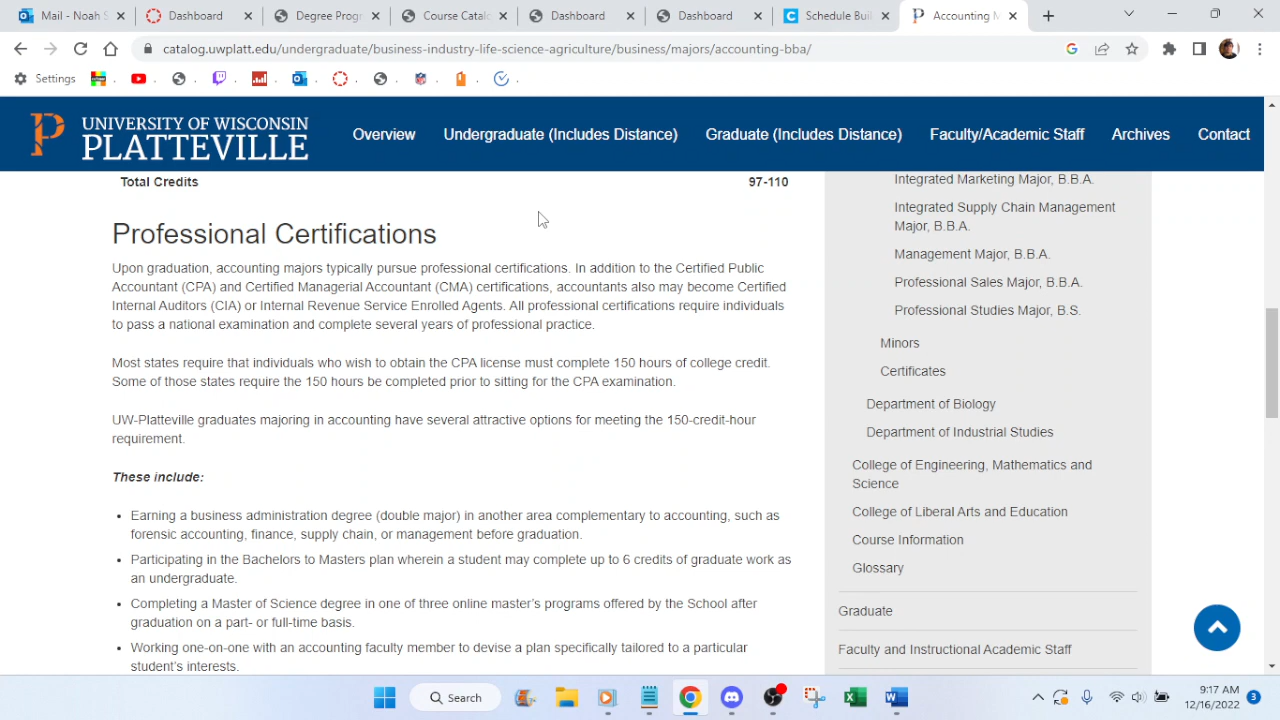 Mail - Noah S
Dashboard
Degree Prog
Course Catal
Dashboard
Dashboard
Schedule Buil
Accounting M
catalog.uwplatt.edu/undergraduate/business-industry-life-science-agriculture/business/majors/accounting-bba/
Settings
UNIVERSITY OF WISCONSIN
PLATTEVILLE
Overview
Undergraduate (Includes Distance)
Graduate (Includes Distance)
Faculty/Academic Staff
Archives
Contact
Total Credits 97-110
Professional Certifications
Upon graduation, accounting majors typically pursue professional certifications. In addition to the Certified Public
Accountant (CPA) and Certified Managerial Accountant (CMA) certifications, accountants also may become Certified
Internal Auditors (CIA) or Internal Revenue Service Enrolled Agents. All professional certifications require individuals
to pass a national examination and complete several years of professional practice.
Most states require that individuals who wish to obtain the CPA license must complete 150 hours of college credit.
Some of those states require the 150 hours be completed prior to sitting for the CPA examination.
UW-Platteville graduates majoring in accounting have several attractive options for meeting the 150-credit-hour
requirement.
These include:
• Earning a business administration degree (double major) in another area complementary to accounting, such as
forensic accounting, finance, supply chain, or management before graduation.
• Participating in the Bachelors to Masters plan wherein a student may complete up to 6 credits of graduate work as
an undergraduate.
• Completing a Master of Science degree in one of three online master's programs offered by the School after
graduation on a part- or full-time basis.
• Working one-on-one with an accounting faculty member to devise a plan specifically tailored to a particular
student's interests.
Integrated Marketing Major, B.B.A.
Integrated Supply Chain Management
Major, B.B.A.
Management Major, B.B.A.
Professional Sales Major, B.B.A.
Professional Studies Major, B.S.
Minors
Certificates
Department of Biology
Department of Industrial Studies
College of Engineering, Mathematics and
Science
College of Liberal Arts and Education
Course Information
Glossary
Graduate
Faculty and Instructional Academic Staff
Search
9:17 AM
12/16/2022
3